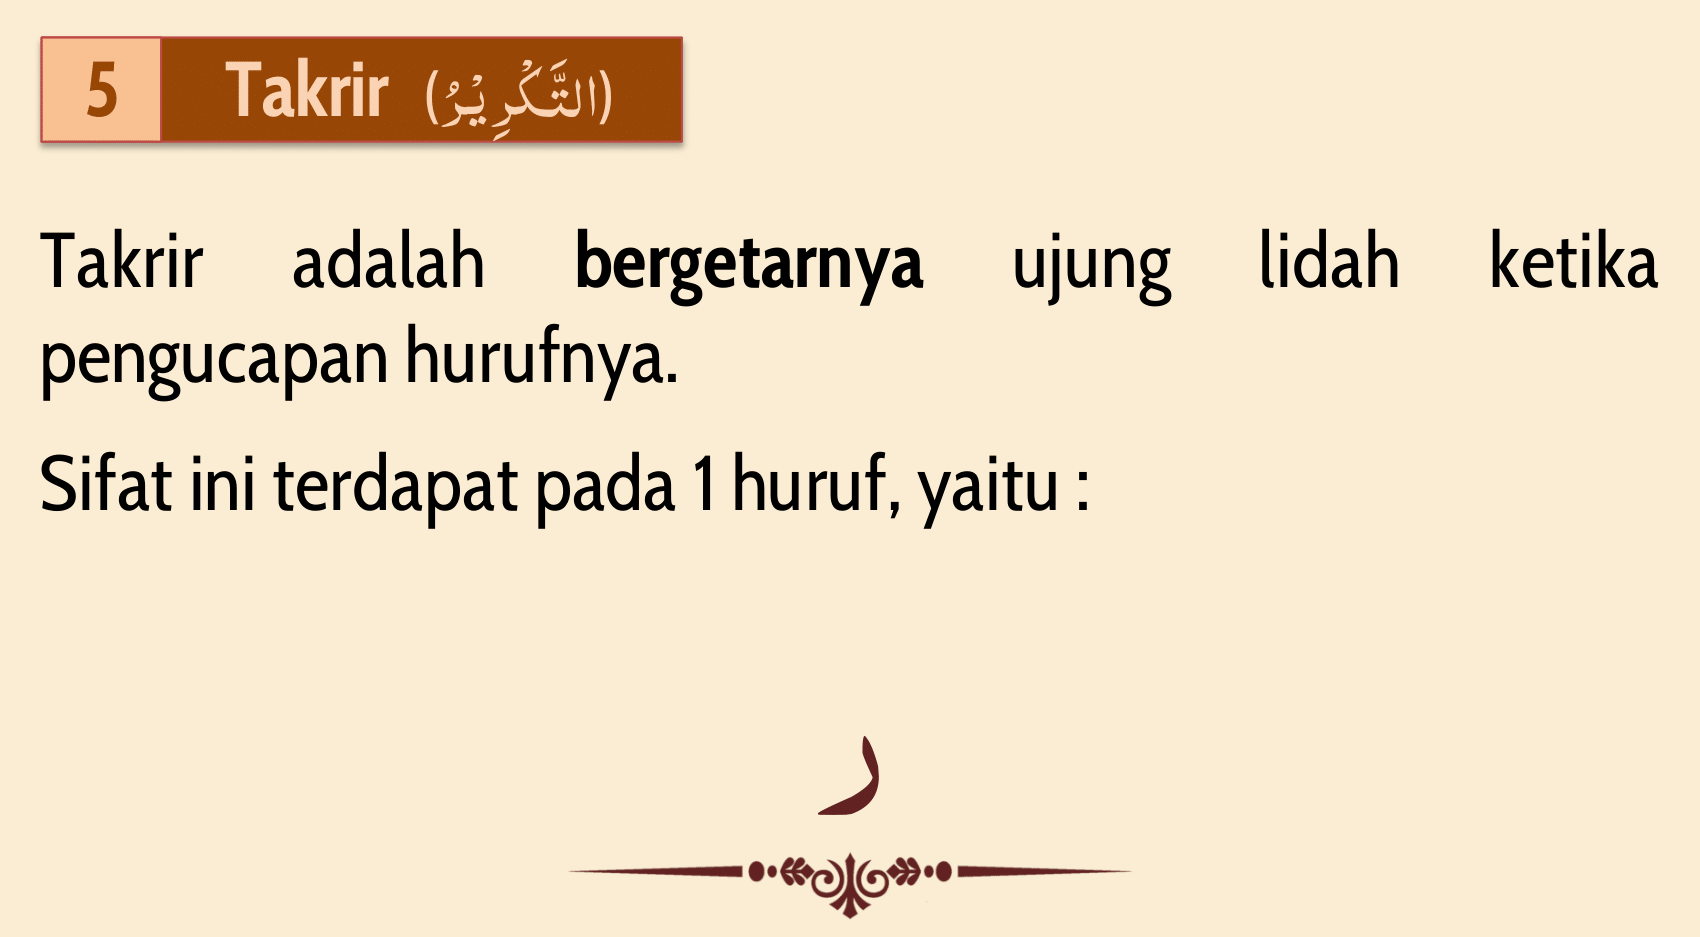 5 Takrir (التَّكْرِيْرُ)
Takrir adalah bergetarnya ujung lidah ketika
pengucapan hurufnya.
Sifat ini terdapat pada 1 huruf, yaitu :
ر